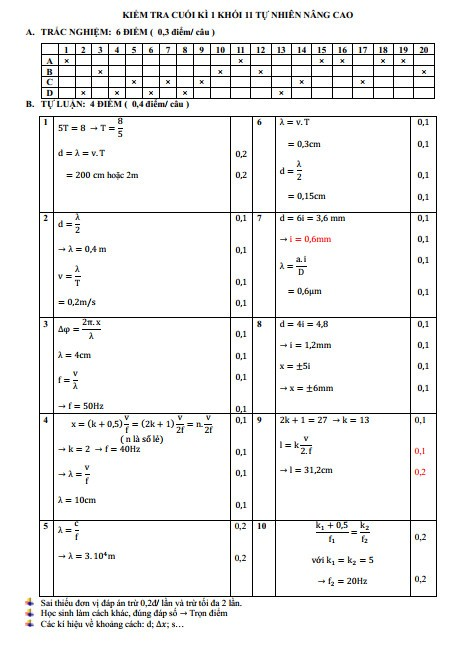 KIỂM TRA CUỐI KÌ 1 KHỐI 11 TỰ NHIÊN NÂNG CAO
A. TRẮC NGHIỆM: 6 ĐIỂM ( 0,3 điểm/ câu )
1 2 3 4 5 6 7 8 9 10 11 12 13 14 15 16 17 18 19 20
A × × × × × ×
B × × × ×
C × × × × ×
D × × × × ×
B. TỰ LUẬN: 4 ĐIỂM ( 0,4 điểm/ câu )
1
5T = 8 → T = 8/5
d = λ = v. T 0,2
= 200 cm hoặc 2m 0,2
6
λ = v. T 0,1
= 0,3cm 0,1
d = λ/2 0,1
= 0,15cm 0,1
2
d = λ/2 0,1
→ λ = 0,4 m 0,1
v = λ/T 0,1
= 0,2m/s 0,1
7
d = 6i = 3,6 mm 0,1
→ i = 0,6mm 0,1
λ = a.i/D 0,1
= 0,6μm 0,1
3
Δφ = 2π.x/λ 0,1
λ = 4cm 0,1
f = v/λ 0,1
→ f = 50Hz 0,1
8
d = 4i = 4,8 0,1
→ i = 1,2mm 0,1
x = ±5i 0,1
→ x = ±6mm 0,1
4
x = (k + 0,5) v/f = (2k + 1) v/2f = n. v/2f 0,1
( n là số lẻ)
→ k = 2 → f = 40Hz 0,1
→ λ = v/f 0,1
λ = 10cm 0,1
9
2k + 1 = 27 → k = 13 0,1
l = k v/2.f 0,1
→ l = 31,2cm 0,2
5
λ = c/f 0,2
→ λ = 3. 10⁴m 0,2
10
k₁ + 0,5/f₁ = k₂/f₂ 0,2
với k₁ = k₂ = 5
→ f₂ = 20Hz 0,2
Sai thiếu đơn vị đáp án trừ 0,2đ/ lần và trừ tối đa 2 lần.
Học sinh làm cách khác, đúng đáp số → Trọn điểm
Các kí hiệu về khoảng cách: d; Δx; s…